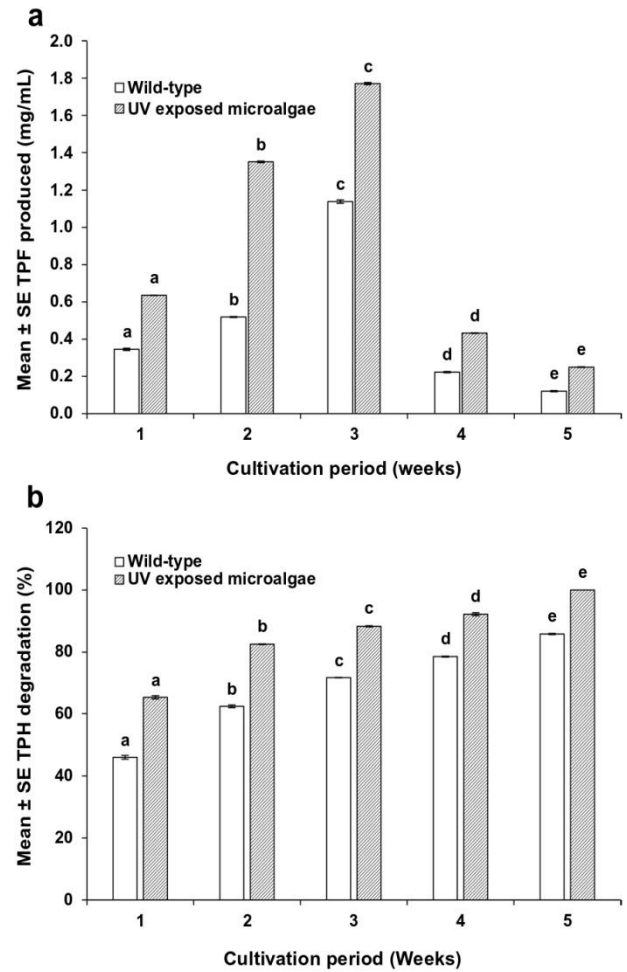 a
Mean ± SE TPF produced (mg/mL)
2.0
1.8
1.6
1.4
1.2
1.0
0.8
0.6
0.4
0.2
0.0
Wild-type
UV exposed microalgae
a
a
b
b
c
c
d
d
e
e
1 2 3 4 5
Cultivation period (weeks)
b
Mean ± SE TPH degradation (%)
120
100
80
60
40
20
0
Wild-type
UV exposed microalgae
a
a
b
b
c
c
d
d
e
e
1 2 3 4 5
Cultivation period (Weeks)